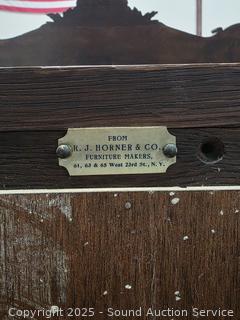 FROM
R. J. HORNER & CO.
FURNITURE MAKERS,
61, 63 & 65 West 23rd St., N. Y.
Copyright 2025 - Sound Auction Service